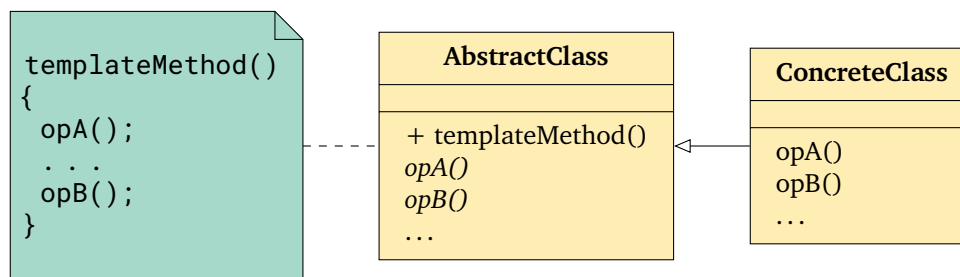 templateMethod()
{
opA();
. . .
opB();
}
AbstractClass
+ templateMethod()
opA()
opB()
...
ConcreteClass
opA()
opB()
...